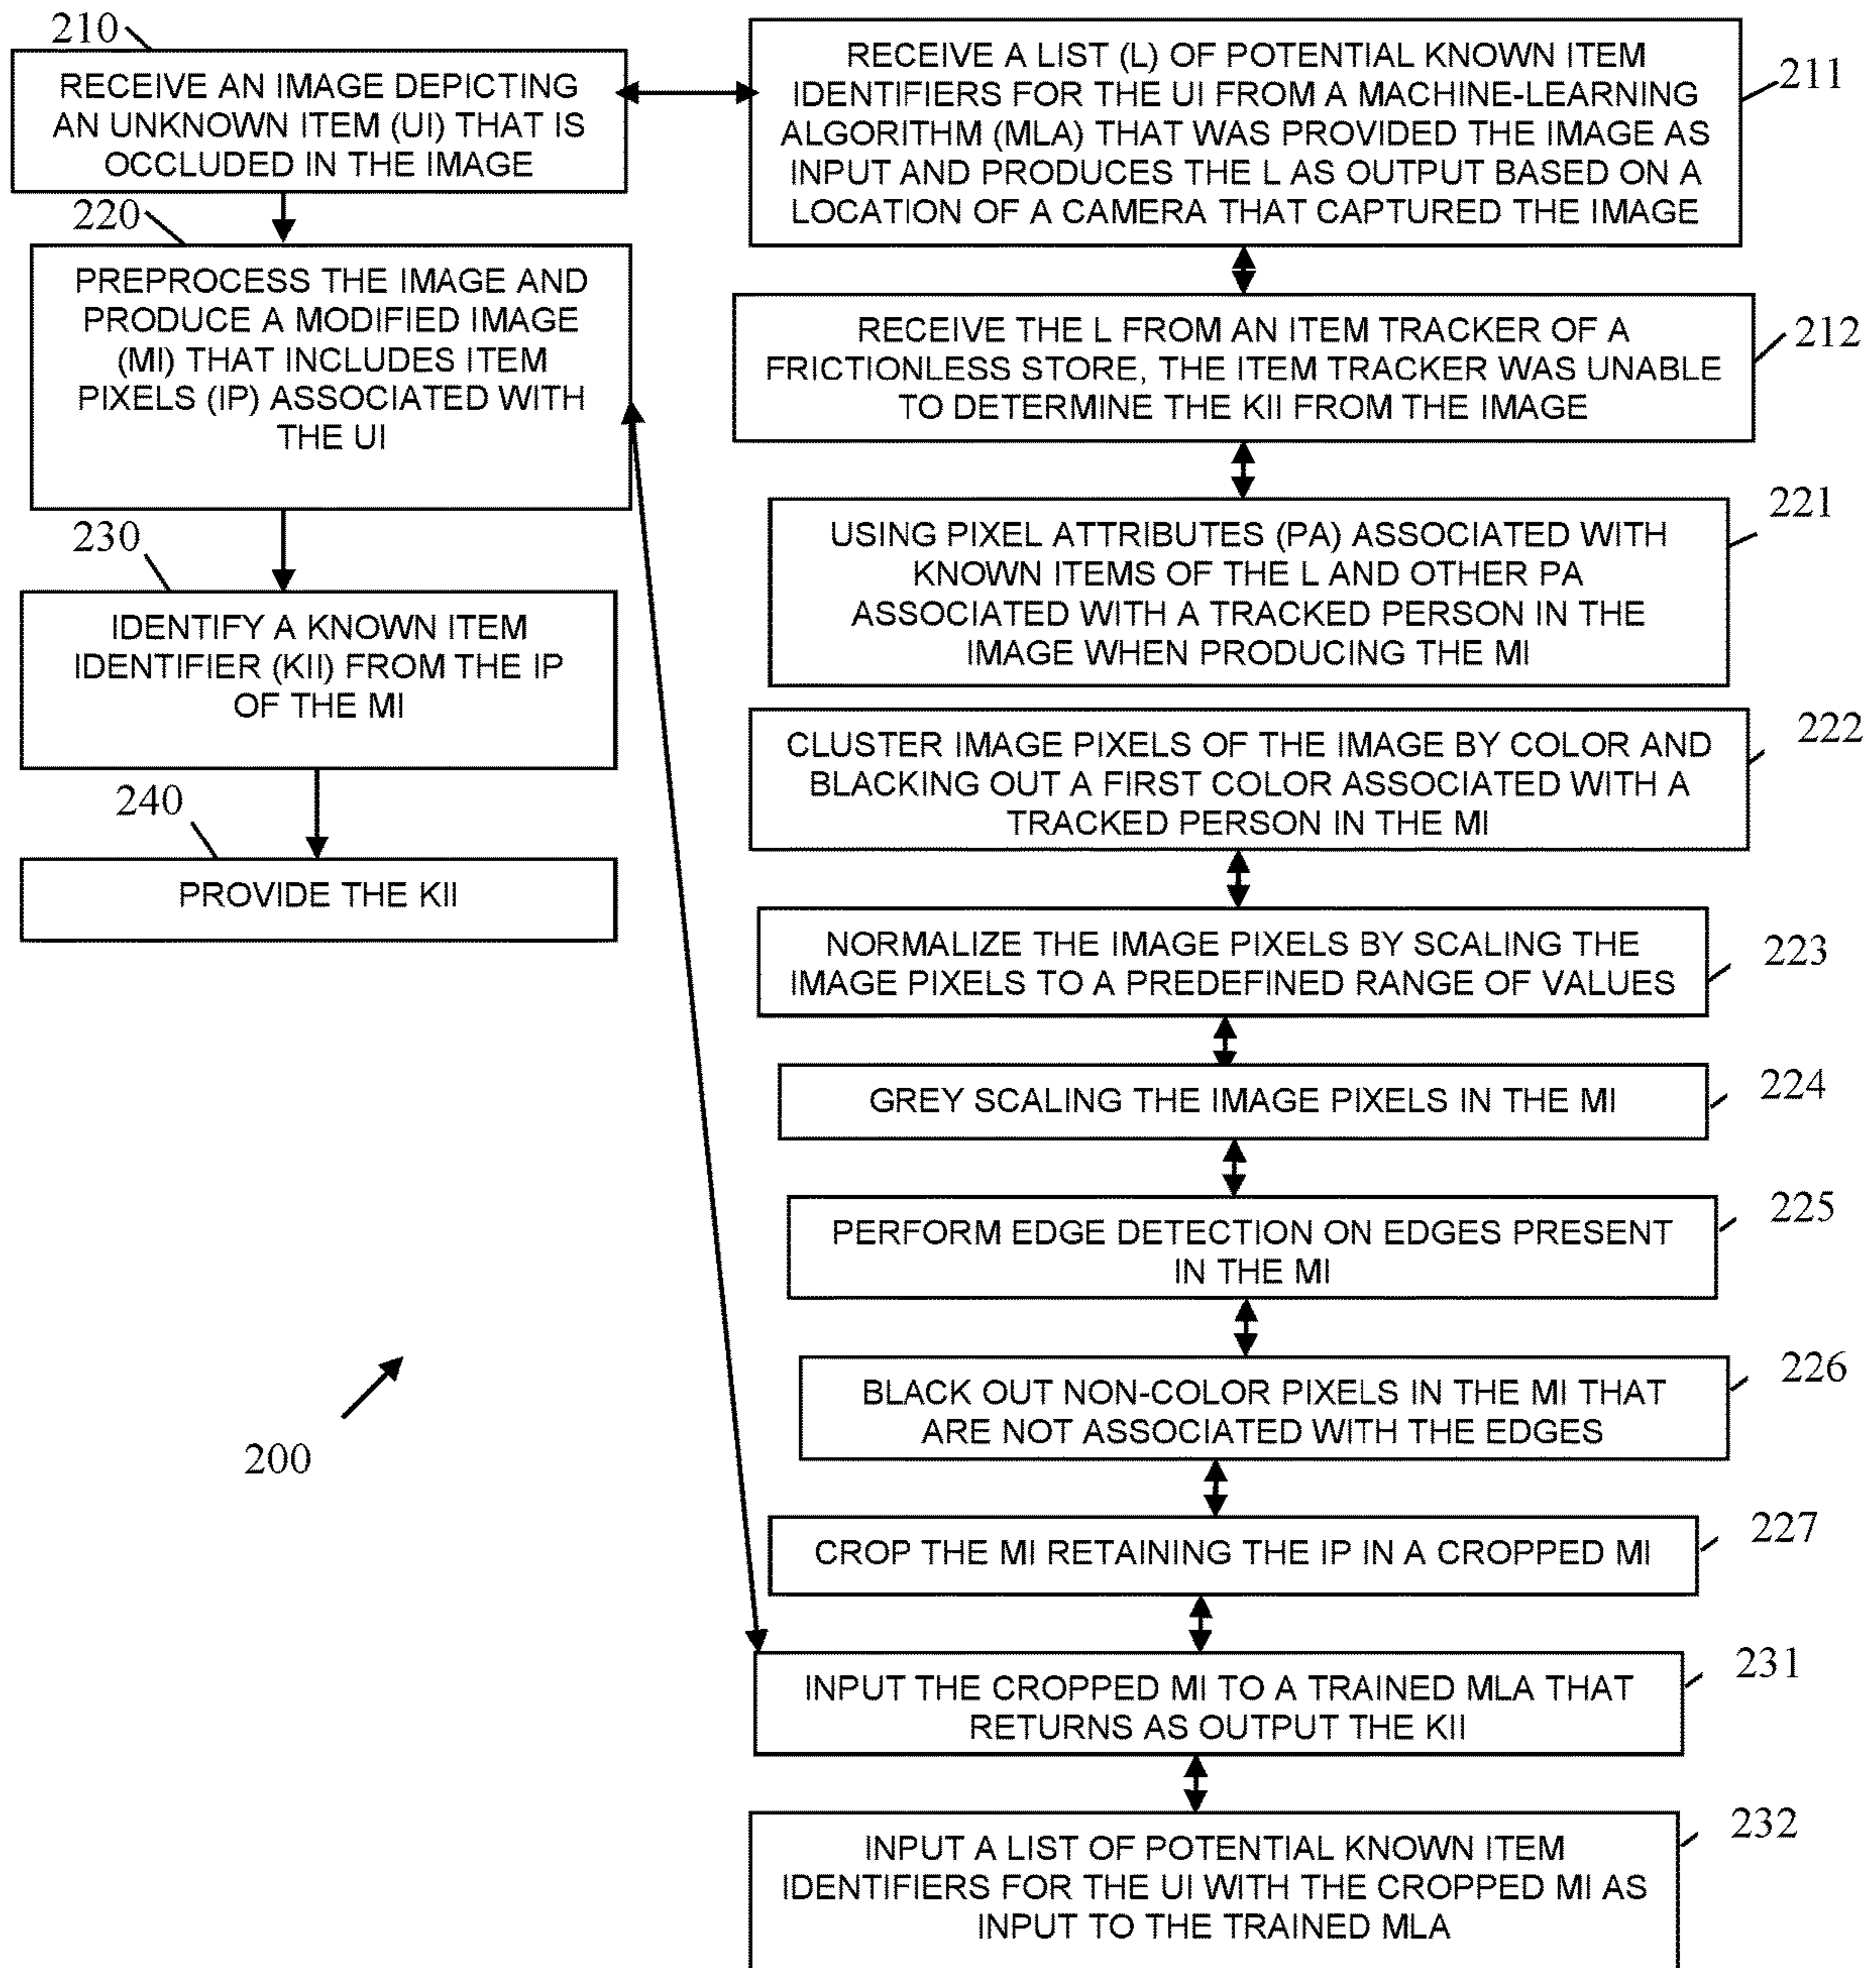 210
RECEIVE AN IMAGE DEPICTING
AN UNKNOWN ITEM (UI) THAT IS
OCCLUDED IN THE IMAGE
220
PREPROCESS THE IMAGE AND
PRODUCE A MODIFIED IMAGE
(MI) THAT INCLUDES ITEM
PIXELS (IP) ASSOCIATED WITH
THE UI
230
IDENTIFY A KNOWN ITEM
IDENTIFIER (KII) FROM THE IP
OF THE MI
240
PROVIDE THE KII
200
RECEIVE A LIST (L) OF POTENTIAL KNOWN ITEM
IDENTIFIERS FOR THE UI FROM A MACHINE-LEARNING
ALGORITHM (MLA) THAT WAS PROVIDED THE IMAGE AS
INPUT AND PRODUCES THE L AS OUTPUT BASED ON A
LOCATION OF A CAMERA THAT CAPTURED THE IMAGE
211
RECEIVE THE L FROM AN ITEM TRACKER OF A
FRICTIONLESS STORE, THE ITEM TRACKER WAS UNABLE
TO DETERMINE THE KII FROM THE IMAGE
212
USING PIXEL ATTRIBUTES (PA) ASSOCIATED WITH
KNOWN ITEMS OF THE L AND OTHER PA
ASSOCIATED WITH A TRACKED PERSON IN THE
IMAGE WHEN PRODUCING THE MI
221
CLUSTER IMAGE PIXELS OF THE IMAGE BY COLOR AND
BLACKING OUT A FIRST COLOR ASSOCIATED WITH A
TRACKED PERSON IN THE MI
222
NORMALIZE THE IMAGE PIXELS BY SCALING THE
IMAGE PIXELS TO A PREDEFINED RANGE OF VALUES
223
GREY SCALING THE IMAGE PIXELS IN THE MI
224
PERFORM EDGE DETECTION ON EDGES PRESENT
IN THE MI
225
BLACK OUT NON-COLOR PIXELS IN THE MI THAT
ARE NOT ASSOCIATED WITH THE EDGES
226
CROP THE MI RETAINING THE IP IN A CROPPED MI
227
INPUT THE CROPPED MI TO A TRAINED MLA THAT
RETURNS AS OUTPUT THE KII
231
INPUT A LIST OF POTENTIAL KNOWN ITEM
IDENTIFIERS FOR THE UI WITH THE CROPPED MI AS
INPUT TO THE TRAINED MLA
232